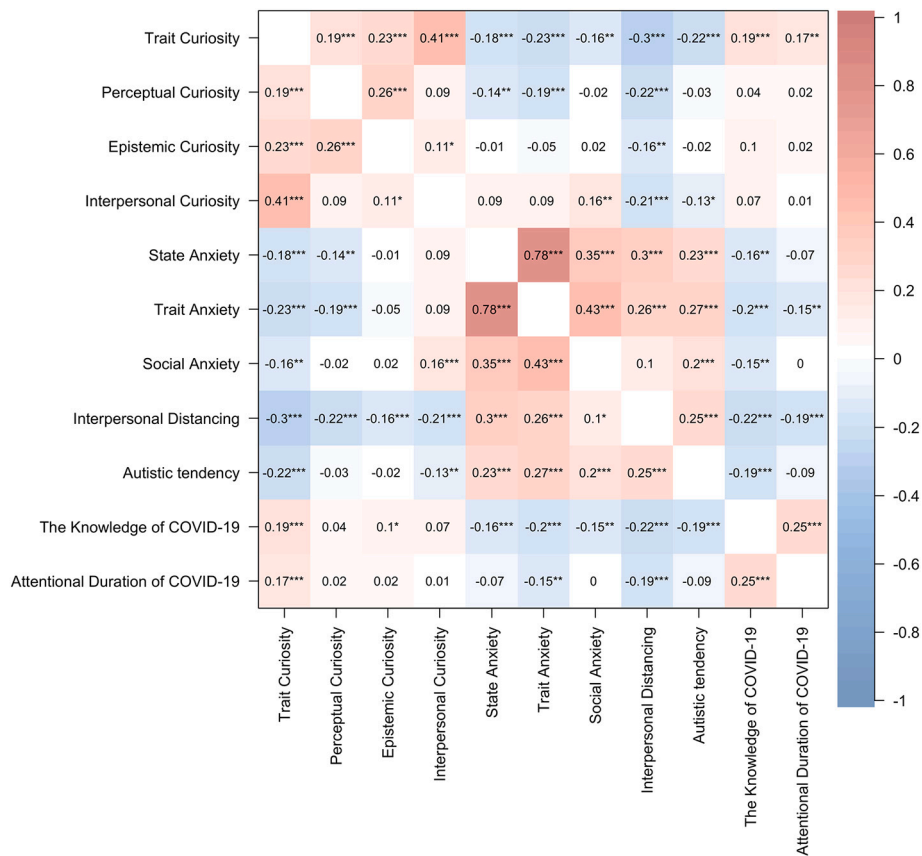 Trait Curiosity 0.19*** 0.23*** 0.41*** -0.18*** -0.23*** -0.16** -0.3*** -0.22*** 0.19*** 0.17**
Perceptual Curiosity 0.19*** 0.26*** 0.09 -0.14** -0.19*** -0.02 -0.22*** -0.03 0.04 0.02
Epistemic Curiosity 0.23*** 0.26*** 0.11* -0.01 -0.05 0.02 -0.16** -0.02 0.1 0.02
Interpersonal Curiosity 0.41*** 0.09 0.11* 0.09 0.09 0.16** -0.21*** -0.13* 0.07 0.01
State Anxiety -0.18*** -0.14** -0.01 0.09 0.78*** 0.35*** 0.3*** 0.23*** -0.16** -0.07
Trait Anxiety -0.23*** -0.19*** -0.05 0.09 0.78*** 0.43*** 0.26*** 0.27*** -0.2*** -0.15**
Social Anxiety -0.16** -0.02 0.02 0.16*** 0.35*** 0.43*** 0.1 0.2*** -0.15** 0
Interpersonal Distancing -0.3*** -0.22*** -0.16*** -0.21*** 0.3*** 0.26*** 0.1* 0.25*** -0.22*** -0.19***
Autistic tendency -0.22*** -0.03 -0.02 -0.13** 0.23*** 0.27*** 0.2*** 0.25*** -0.19*** -0.09
The Knowledge of COVID-19 0.19*** 0.04 0.1* 0.07 -0.16*** -0.2*** -0.15** -0.22*** -0.19*** 0.25***
Attentional Duration of COVID-19 0.17*** 0.02 0.02 0.01 -0.07 -0.15** 0 -0.19*** -0.09 0.25***
Trait Curiosity
Perceptual Curiosity
Epistemic Curiosity
Interpersonal Curiosity
State Anxiety
Trait Anxiety
Social Anxiety
Interpersonal Distancing
Autistic tendency
The Knowledge of COVID-19
Attentional Duration of COVID-19
1
0.8
0.6
0.4
0.2
0
-0.2
-0.4
-0.6
-0.8
-1